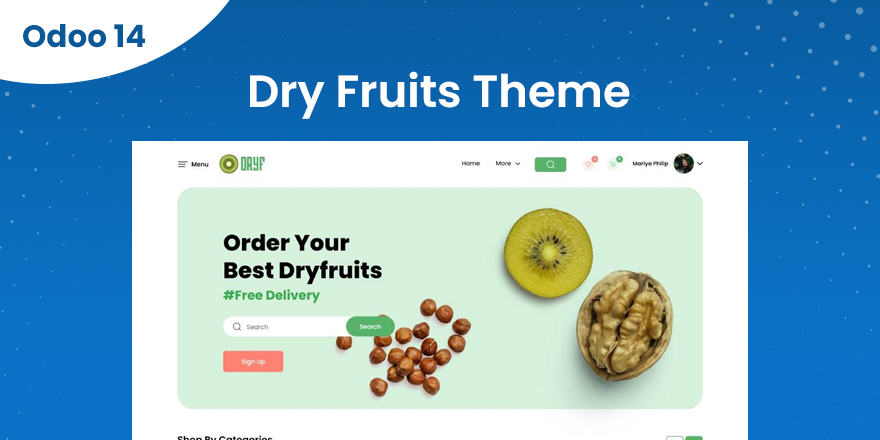 Odoo 14
Dry Fruits Theme
Menu
DRYF
Home
More
Mariya Philip
Order Your
Best Dryfruits
#Free Delivery
Search
Search
Sign Up
Shop By Categories